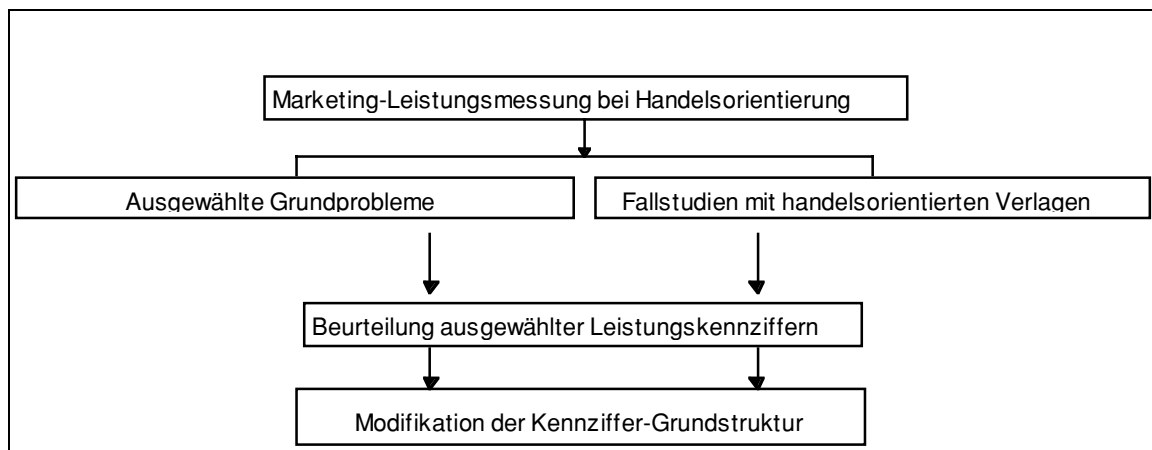 Marketing-Leistungsmessung bei Handelsorientierung
Ausgewählte Grundprobleme
Fallstudien mit handelsorientierten Verlagen
Beurteilung ausgewählter Leistungskennziffern
Modifikation der Kennziffer-Grundstruktur